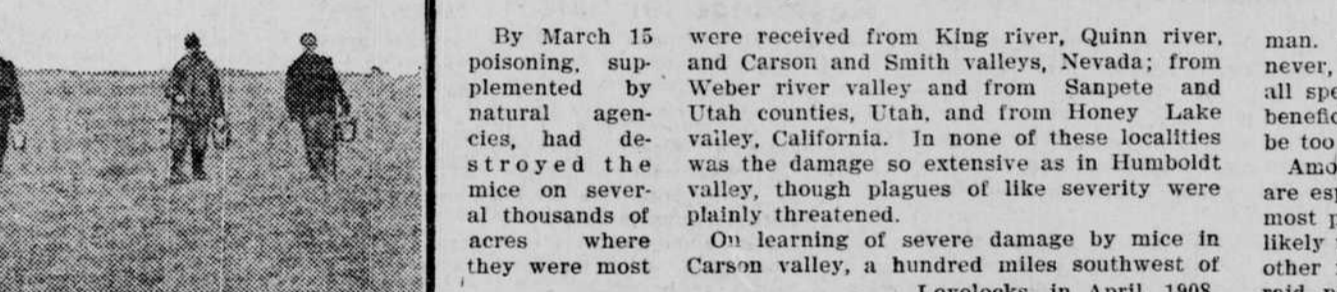 By March 15
poisoning, sup-
plemented by
natural agen-
cies, had de-
stroyed the
mice on sever-
al thousands of
acres where
they were most
were received from King river, Quinn river,
and Carson and Smith valleys, Nevada; from
Weber river valley and from Sanpete and
Utah counties, Utah, and from Honey Lake
valley, California. In none of these localities
was the damage so extensive as in Humboldt
valley, though plagues of like severity were
plainly threatened.
On learning of severe damage by mice in
Carson valley, a hundred miles southwest of
Lovelocks, in April, 1908,
man.
never,
all spe
benefic
be too
Amo
are es
most p
likely
other